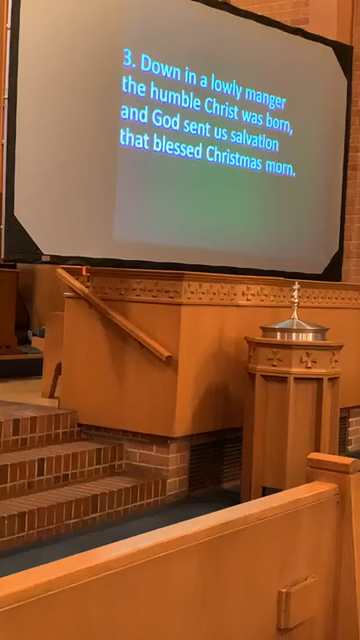 3. Down in a lowly manger
the humble Christ was born,
and God sent us salvation
that blessed Christmas morn.